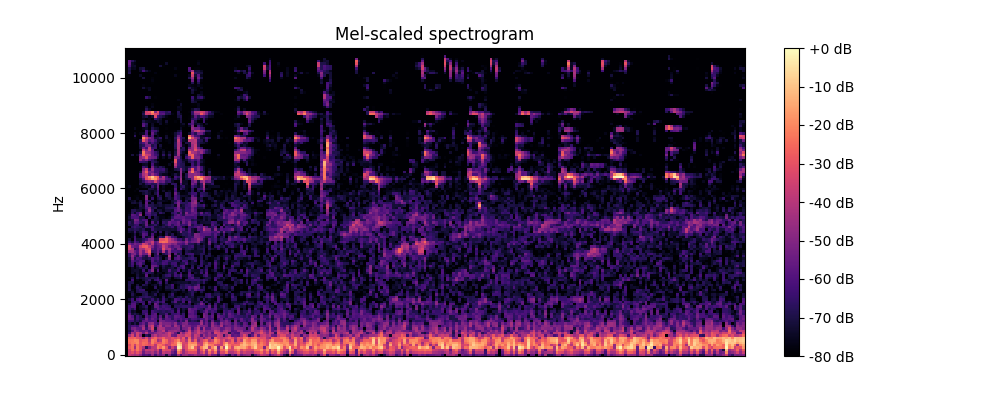 Mel-scaled spectrogram
Hz
10000
8000
6000
4000
2000
0
+0 dB
-10 dB
-20 dB
-30 dB
-40 dB
-50 dB
-60 dB
-70 dB
-80 dB